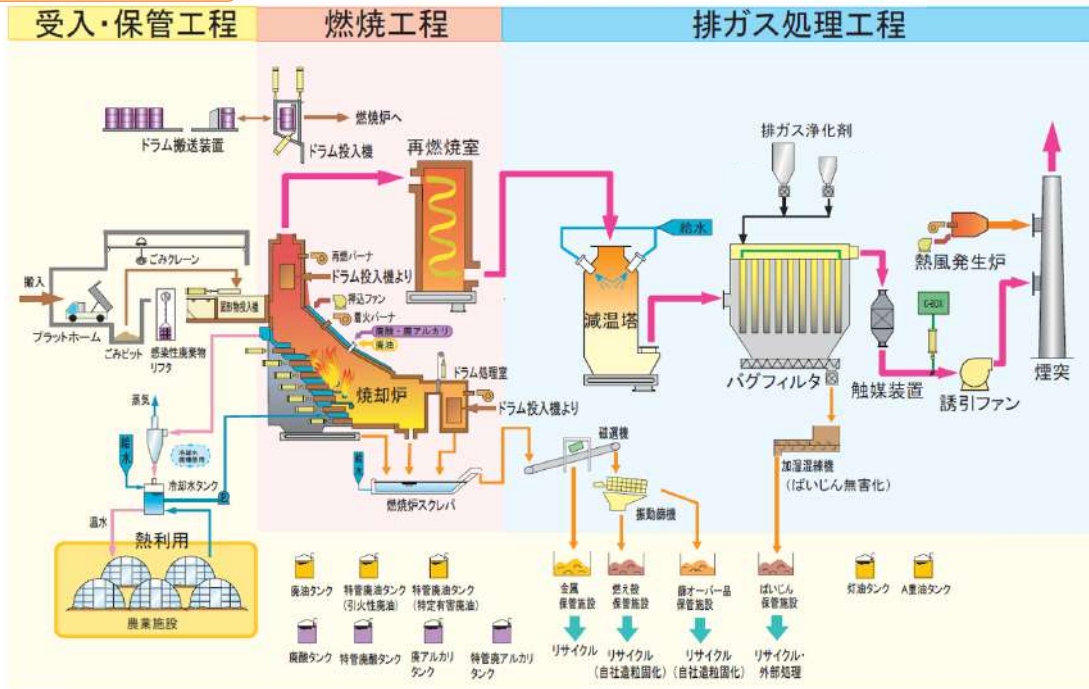 受入・保管工程
燃焼工程
排ガス処理工程
ドラム搬送装置
ドラム投入機
燃焼炉へ
再燃焼室
排ガス浄化剤
給水
熱風発生炉
減温塔
バグフィルタ
触媒装置
誘引ファン
煙突
搬入
プラットホーム
ごみクレーン
ごみピット
感染性廃棄物
リフタ
固形物投入機
再燃バーナ
ドラム投入機より
押込ファン
着火バーナ
廃酸・廃アルカリ
廃油
焼却炉
ドラム処理室
ドラム投入機より
蒸気
給水
冷却水タンク
温水
熱利用
農業施設
給水
燃焼炉スクレパ
磁選機
振動篩機
加湿混練機
(ばいじん無害化)
廃油タンク
特管廃油タンク
(引火性廃油)
特管廃油タンク
(特定有害廃油)
廃酸タンク
特管廃酸タンク
廃アルカリ
タンク
特管廃アルカリ
タンク
金属
保管施設
燃え殻
保管施設
篩オーバー品
保管施設
ばいじん
保管施設
リサイクル
リサイクル
(自社造粒固化)
リサイクル
(自社造粒固化)
リサイクル・
外部処理
灯油タンク
A重油タンク